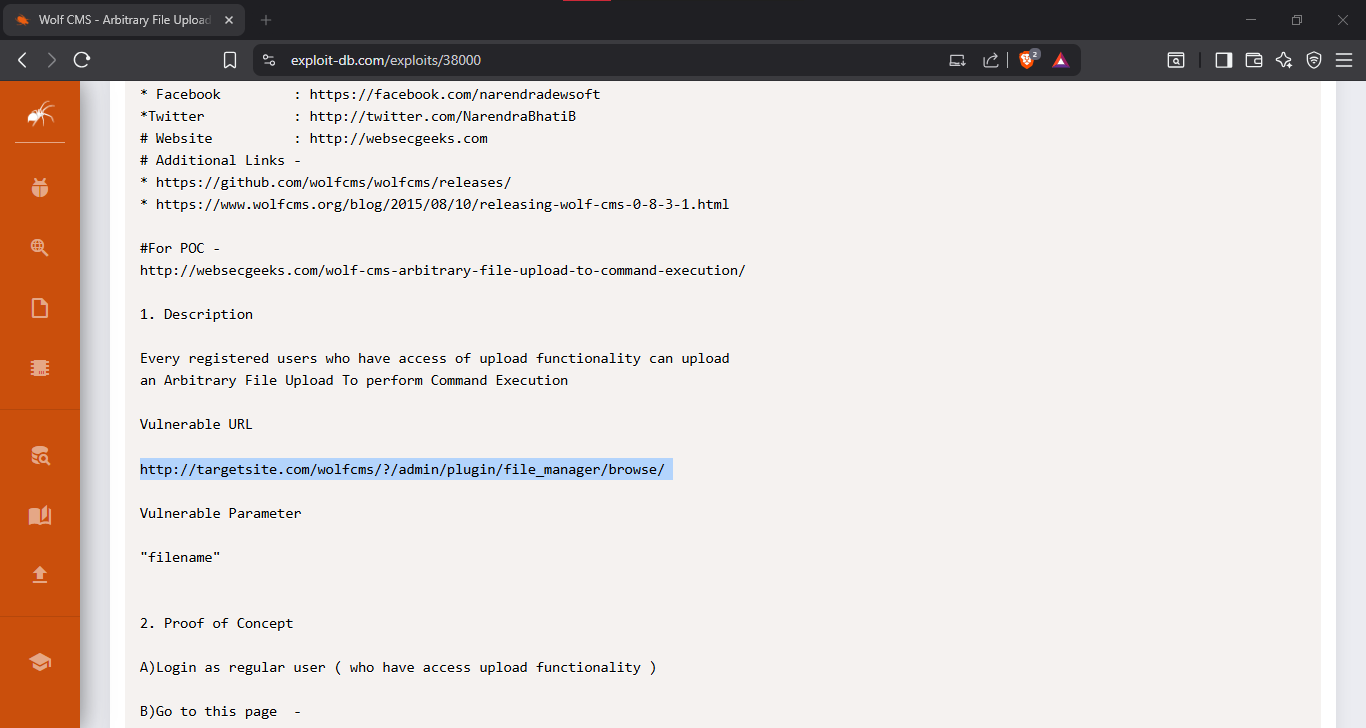 Wolf CMS - Arbitrary File Upload
exploit-db.com/exploits/38000
2
* Facebook : https://facebook.com/narendradewsoft
*Twitter : http://twitter.com/NarendraBhatiB
# Website : http://websecgeeks.com
# Additional Links -
* https://github.com/wolfcms/wolfcms/releases/
* https://www.wolfcms.org/blog/2015/08/10/releasing-wolf-cms-0-8-3-1.html
#For POC -
http://websecgeeks.com/wolf-cms-arbitrary-file-upload-to-command-execution/
1. Description
Every registered users who have access of upload functionality can upload
an Arbitrary File Upload To perform Command Execution
Vulnerable URL
http://targetsite.com/wolfcms/?/admin/plugin/file_manager/browse/
Vulnerable Parameter
"filename"
2. Proof of Concept
A)Login as regular user ( who have access upload functionality )
B)Go to this page -